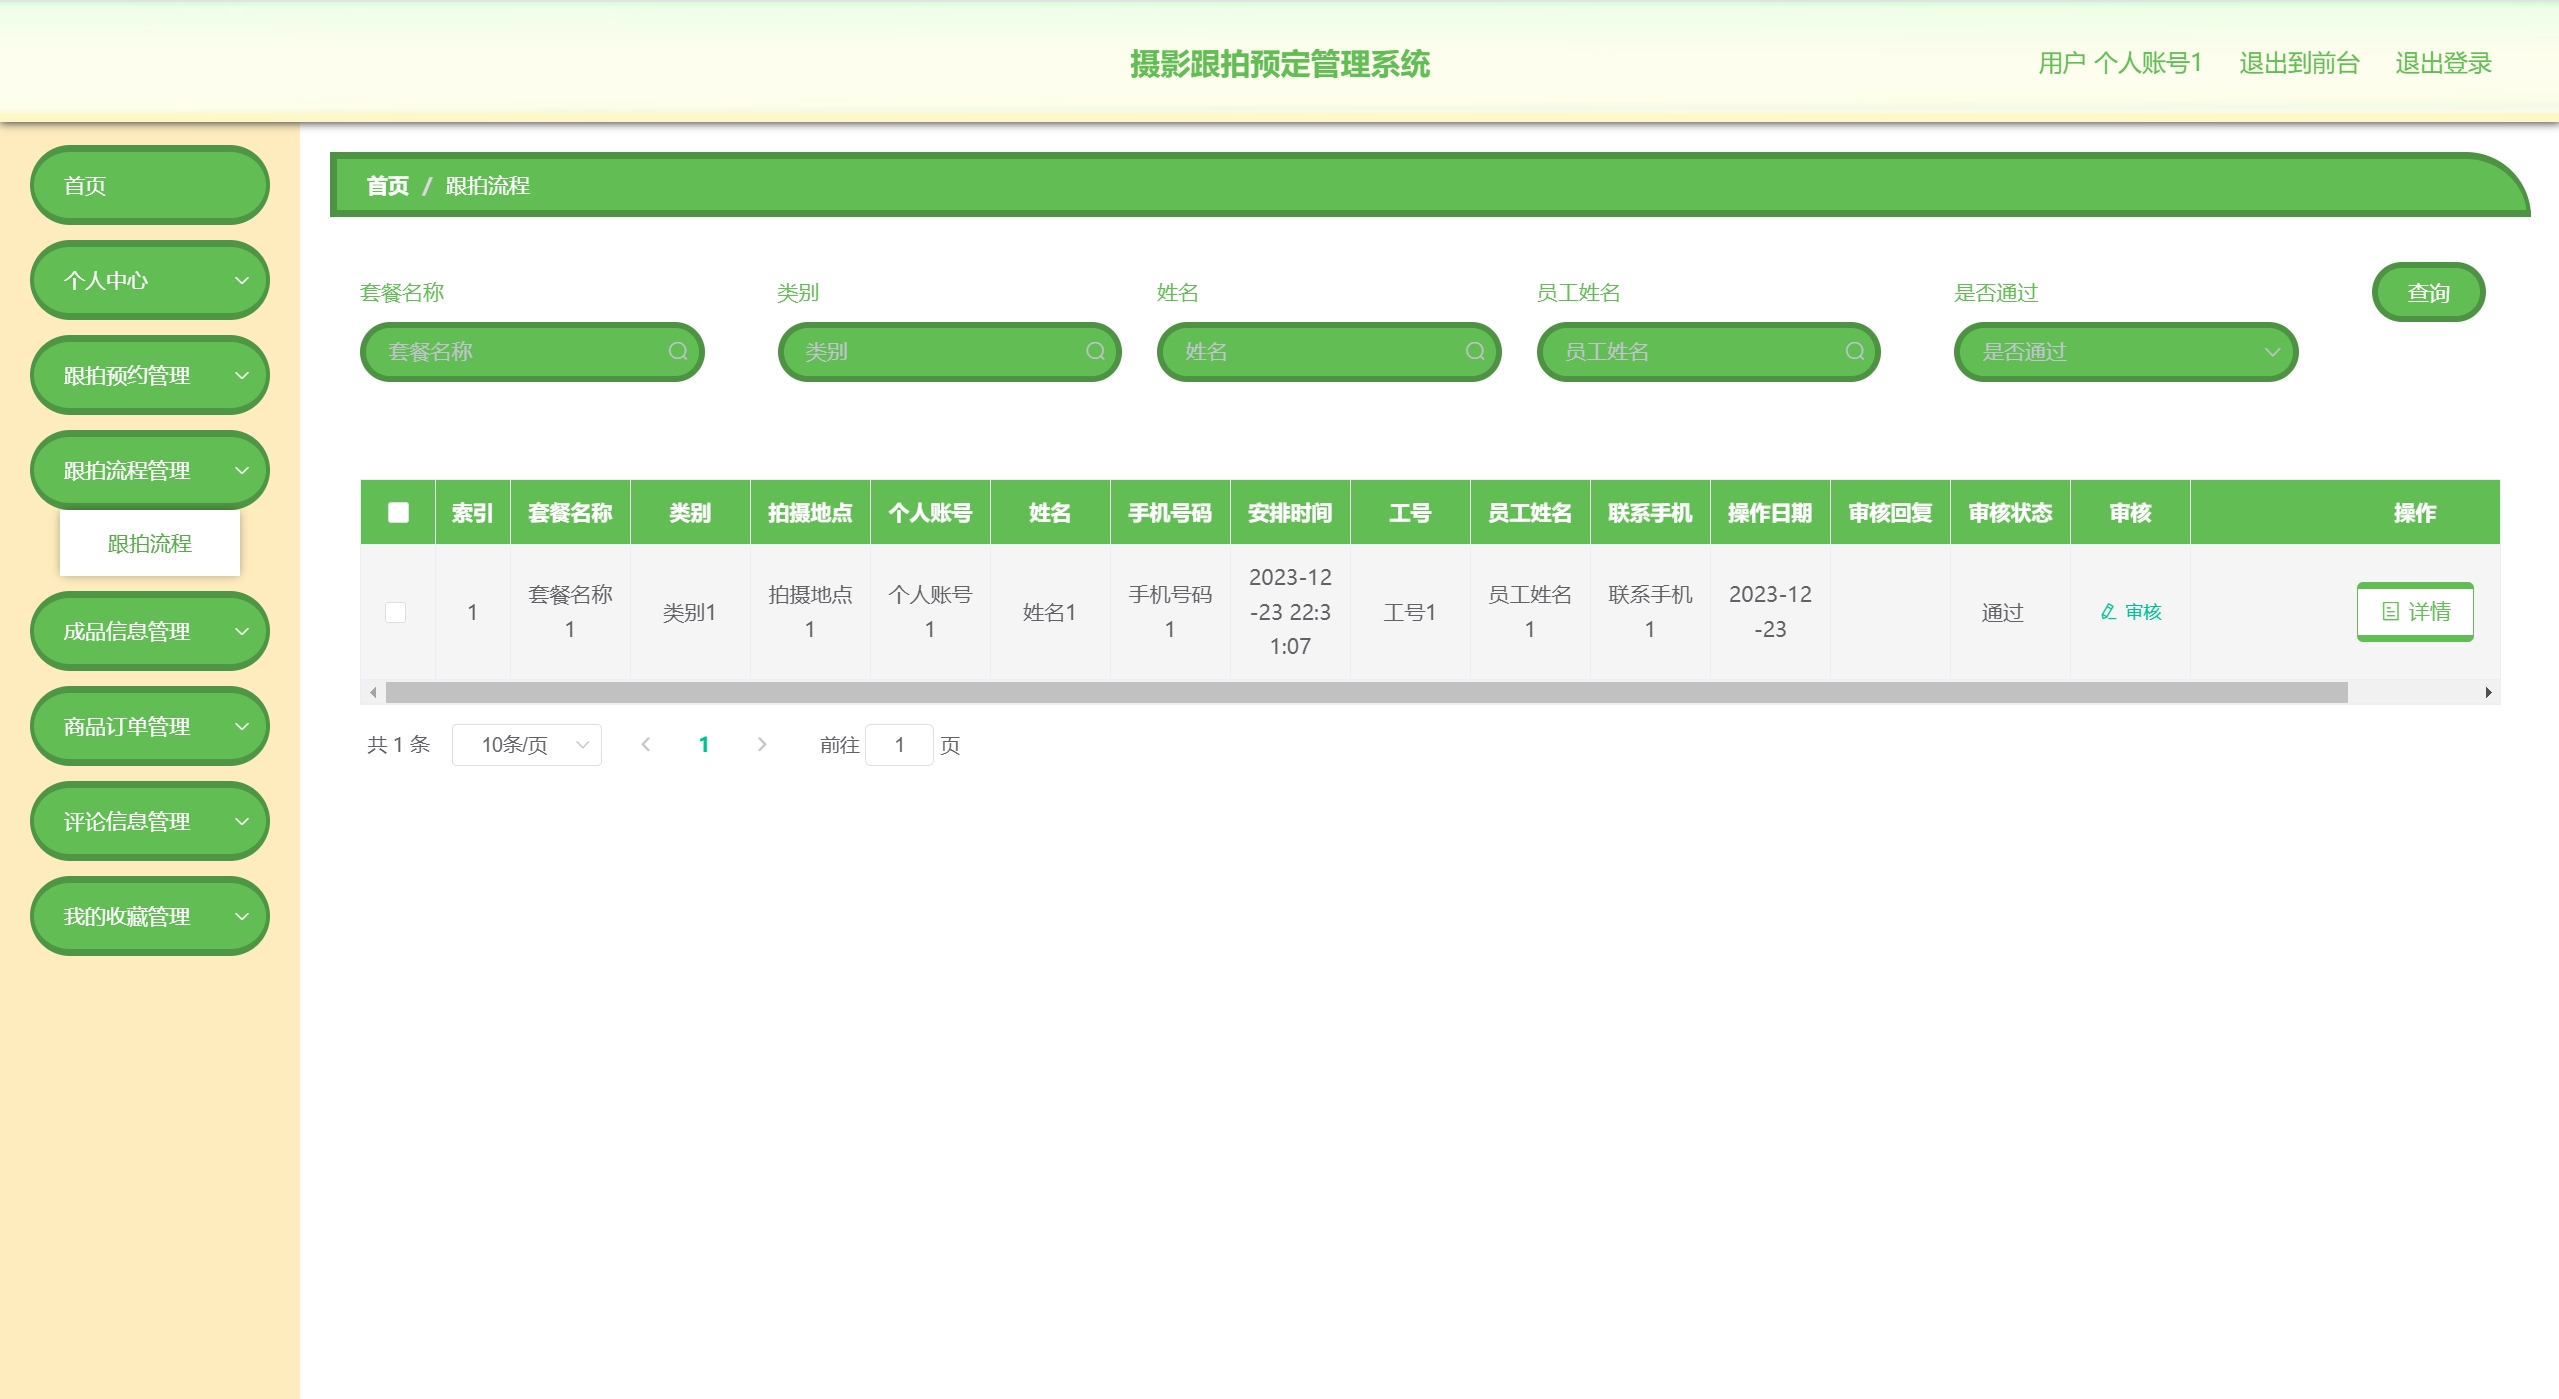 摄影跟拍预定管理系统
用户 个人账号1 退出到前台 退出登录
首页
个人中心
跟拍预约管理
跟拍流程管理
跟拍流程
成品信息管理
商品订单管理
评论信息管理
我的收藏管理
首页 / 跟拍流程
套餐名称 类别 姓名 员工姓名 是否通过 查询
套餐名称 类别 姓名 员工姓名 是否通过
索引 套餐名称 类别 拍摄地点 个人账号 姓名 手机号码 安排时间 工号 员工姓名 联系手机 操作日期 审核回复 审核状态 审核 操作
1 套餐名称1 类别1 拍摄地点1 个人账号1 姓名1 手机号码1 2023-12-23 22:31:07 工号1 员工姓名1 联系手机1 2023-12-23 通过 审核 详情
共 1 条 10条/页 1 前往 1 页